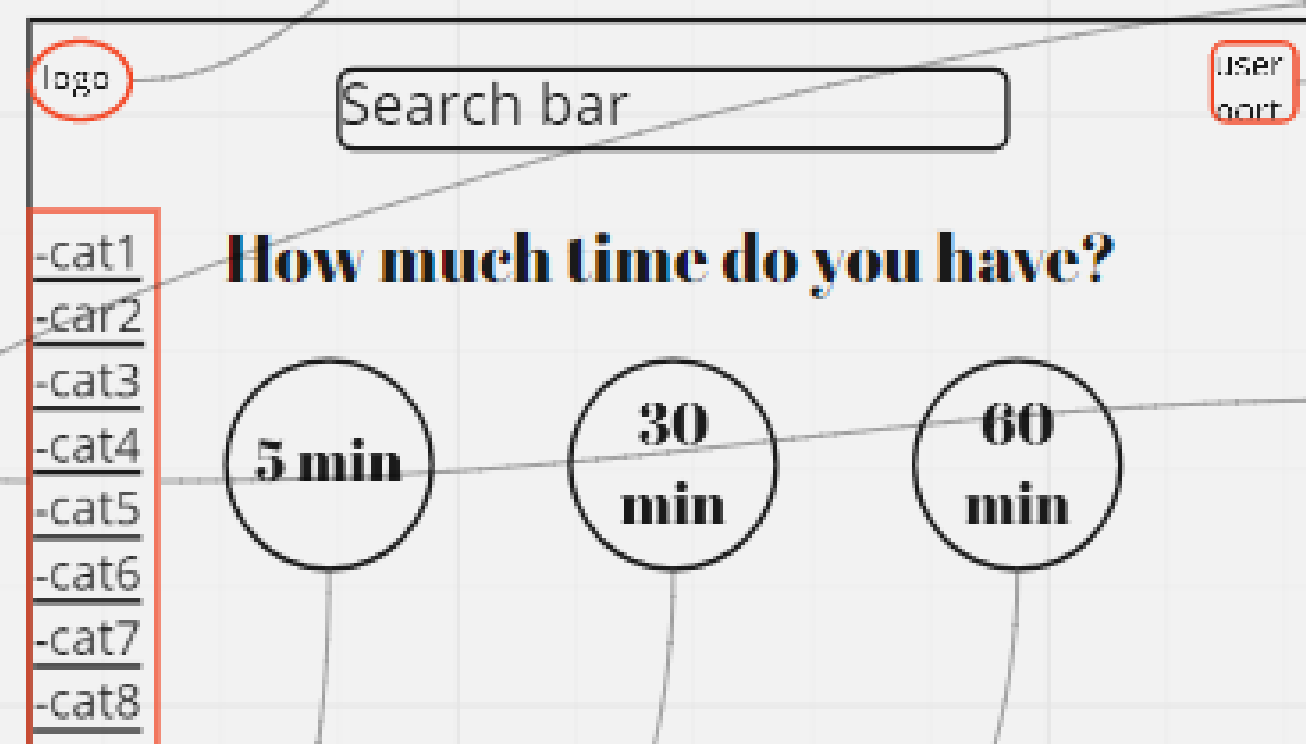 logo
Search bar
user
port
How much time do you have?
-cat1
-car2
-cat3
-cat4
-cat5
-cat6
-cat7
-cat8
5 min
30
min
60
min